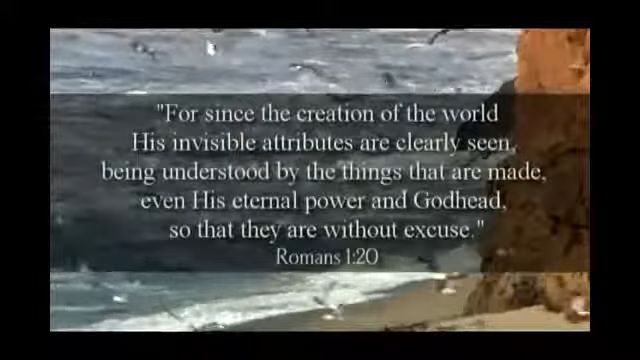 "For since the creation of the world
His invisible attributes are clearly seen,
being understood by the things that are made,
even His eternal power and Godhead,
so that they are without excuse."
Romans 1:20